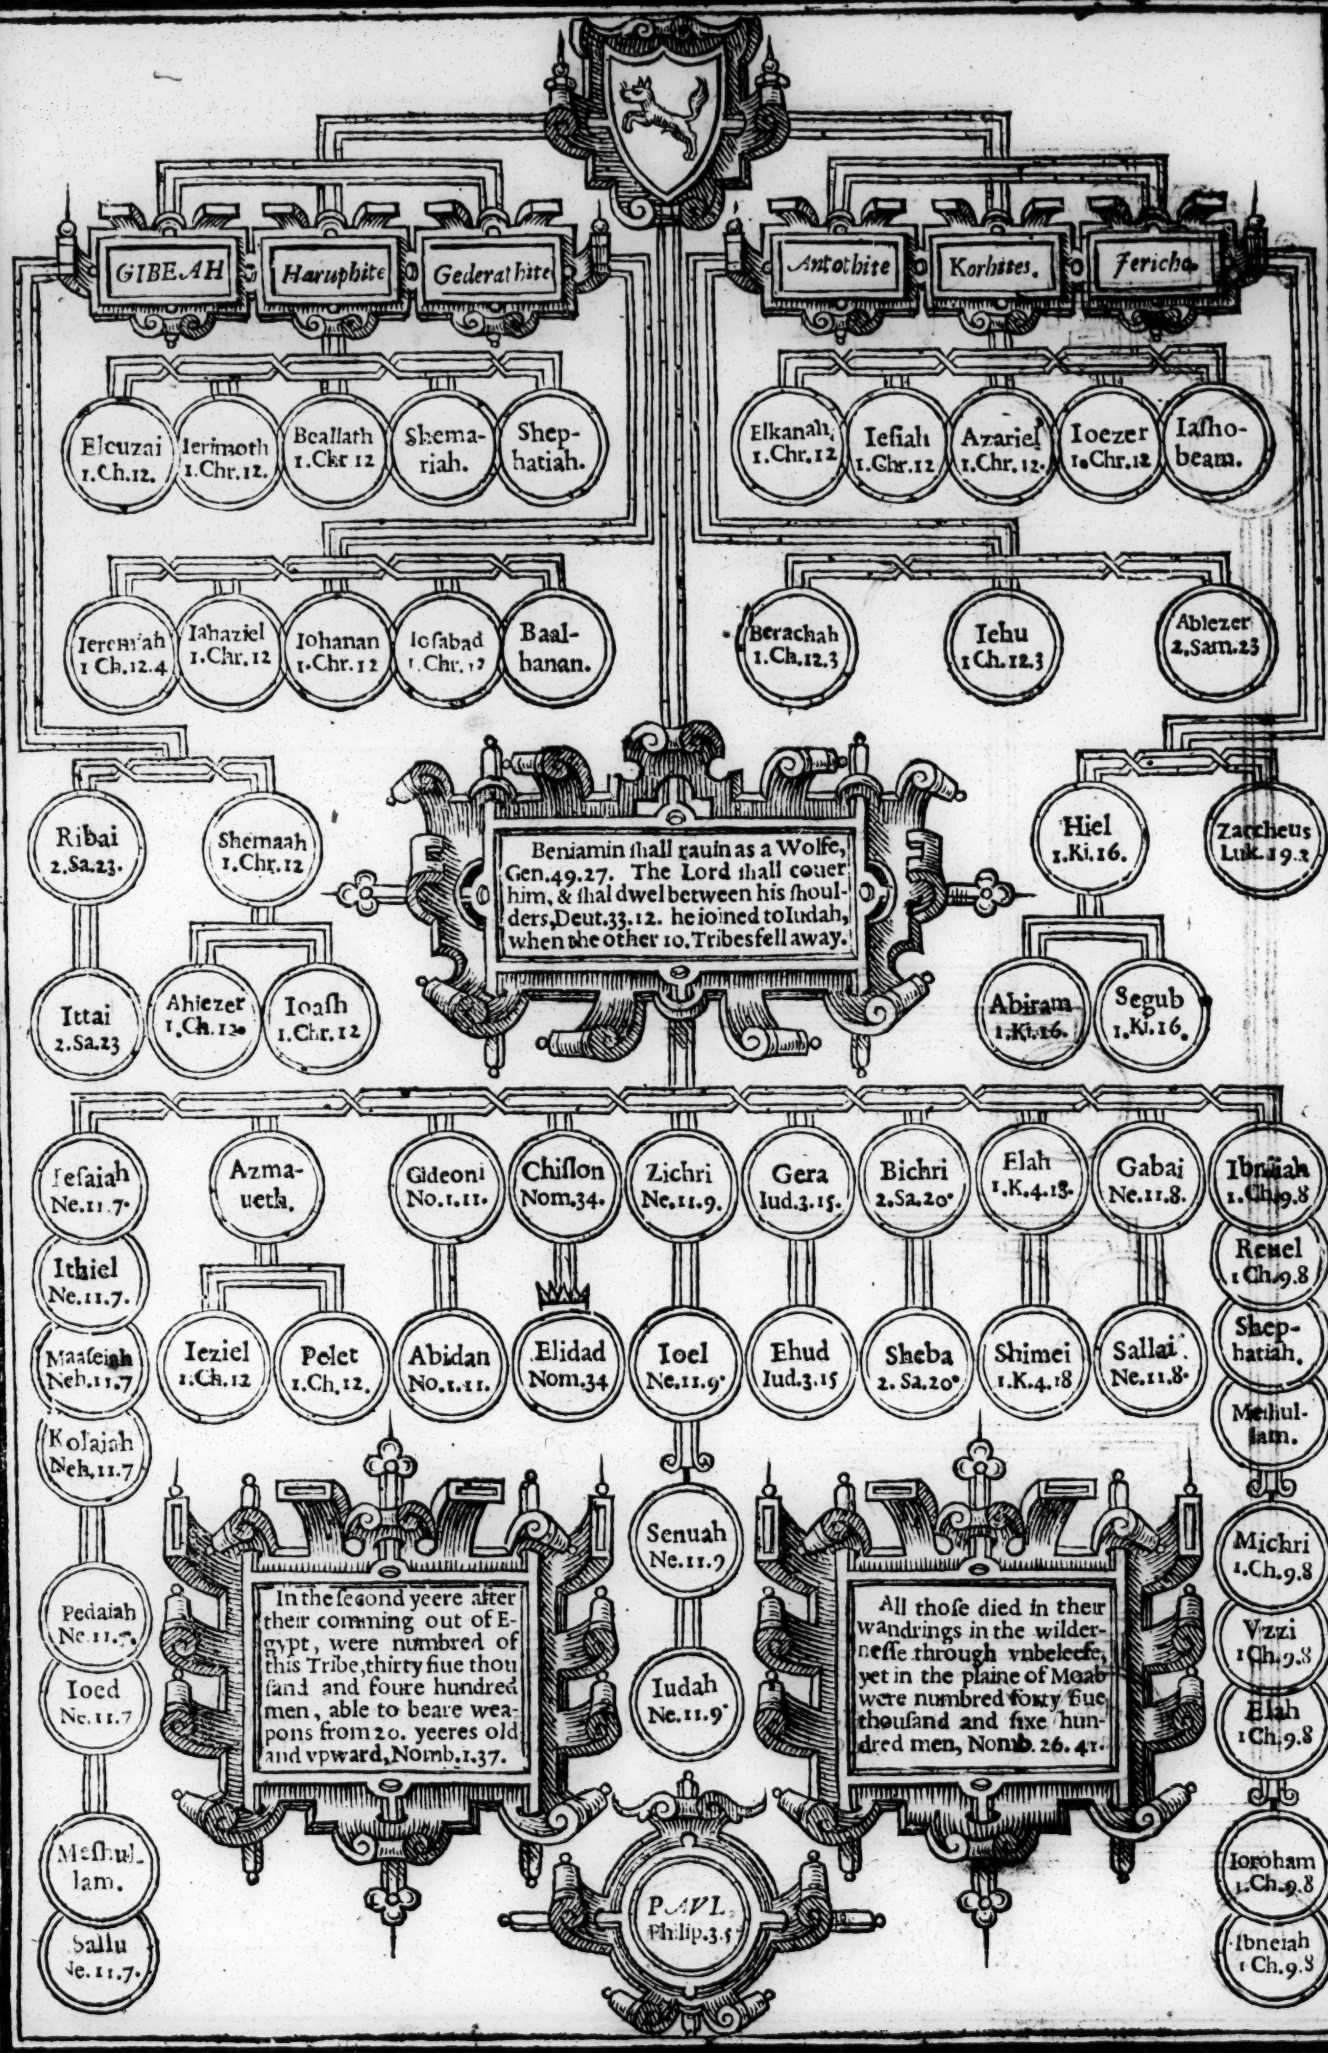 GIBEAH
Haruphite
Gederathite
Antothite
Korhites.
Jericho.
Eleuzai
1.Ch.12.
Ierimoth
1.Chr.12.
Beallath
1.Chr 12
Shema-
riah.
Shep-
hatiah.
Elkanah,
1.Chr.12
Ieſiah
1.Chr.12
Azariel
1.Chr.12.
Ioezer
1.Chr.12
Iaſho-
beam.
Ieremiah
1 Ch.12.4
Iahaziel
1.Chr.12
Iohanan
1.Chr.12
Ioſabad
1.Chr.12
Baal-
hanan.
Berachah
1.Ch.12.3
Iehu
1 Ch.12.3
Abiezer
2.Sam.23
Ribai
2.Sa.23.
Shemaah
1.Chr.12
Hiel
1.Ki.16.
Zaccheus
Luk.19.2
Beniamin ſhall rauin as a Wolfe,
Gen.49.27. The Lord ſhall couer
him, & ſhal dwel between his ſhoul-
ders,Deut.33.12. he ioined to Iudah,
when the other 10. Tribes fell away.
Ittai
2.Sa.23
Ahiezer
1.Ch.12.
Ioaſh
1.Chr.12
Abiram
1.Ki.16.
Segub
1.Ki.16.
Ieſaiah
Ne.11.7.
Azma-
ueth.
Gideoni
No.1.11.
Chiſlon
Nom.34.
Zichri
Ne.11.9.
Gera
Iud.3.15.
Bichri
2.Sa.20.
Elah
1.K.4.18.
Gabai
Ne.11.8.
Ibniiah
1.Ch.9.8
Ithiel
Ne.11.7.
Reuel
1 Ch.9.8
Maaſeiah
Neh.11.7
Ieziel
1.Ch.12
Pelet
1.Ch.12.
Abidan
No.1.11.
Elidad
Nom.34
Ioel
Ne.11.9.
Ehud
Iud.3.15
Sheba
2. Sa.20.
Shimei
1.K.4.18
Sallai.
Ne.11.8.
Shep-
hatiah.
Kolaiah
Neh.11.7
Meſhul-
lam.
Senuah
Ne.11.9
Michri
1.Ch.9.8
Pedaiah
Ne.11.7.
In the ſecond yeere after
their comming out of E-
gypt, were numbred of
this Tribe,thirty fiue thou
ſand and foure hundred
men, able to beare wea-
pons from 20. yeeres old
and vpward,Nomb.1.37.
All thoſe died in their
wandrings in the wilder-
neſſe through vnbeleefe,
yet in the plaine of Moab
were numbred forty fiue
thouſand and ſixe hun-
dred men, Nomb.26.41.
Vzzi
1 Ch.9.8
Ioed
Ne.11.7
Iudah
Ne.11.9.
Elah
1 Ch.9.8
Meſhul-
lam.
Ioroham
1.Ch.9.8
PAVL,
Philip.3.5
Sallu
Ne.11.7.
Ibneiah
1 Ch.9.8